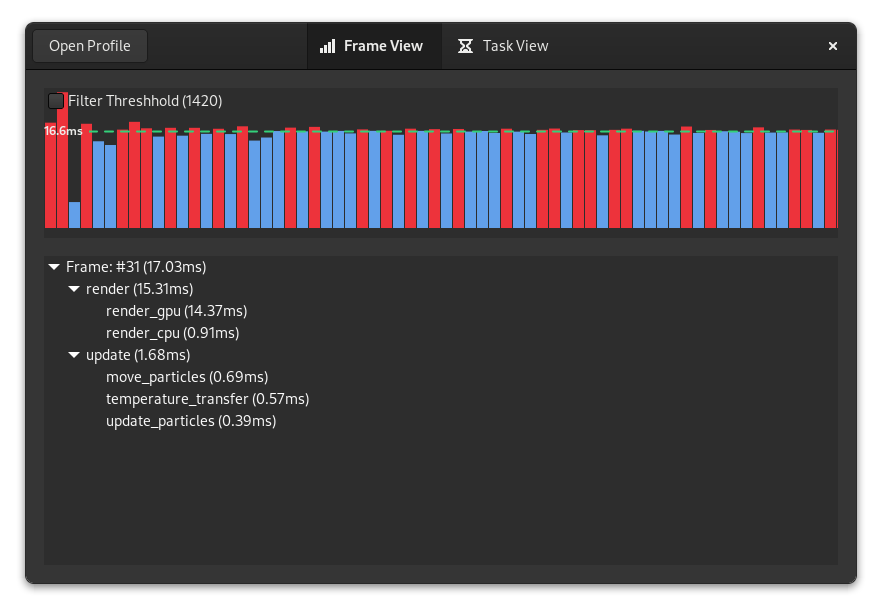 Open Profile
Frame View
Task View
Filter Threshhold (1420)
16.6ms
Frame: #31 (17.03ms)
render (15.31ms)
render_gpu (14.37ms)
render_cpu (0.91ms)
update (1.68ms)
move_particles (0.69ms)
temperature_transfer (0.57ms)
update_particles (0.39ms)